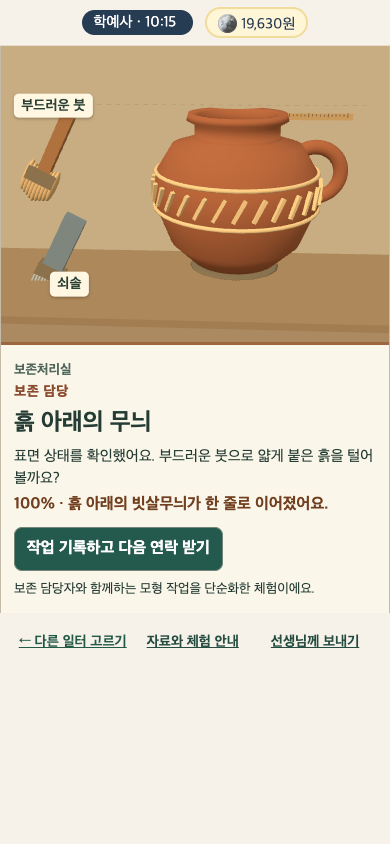 학예사 · 10:15
19,630원
부드러운 붓
쇠솔
보존처리실
보존 담당
흙 아래의 무늬
표면 상태를 확인했어요. 부드러운 붓으로 얇게 붙은 흙을 털어
볼까요?
100% · 흙 아래의 빗살무늬가 한 줄로 이어졌어요.
작업 기록하고 다음 연락 받기
보존 담당자와 함께하는 모형 작업을 단순화한 체험이에요.
← 다른 일터 고르기 자료와 체험 안내 선생님께 보내기